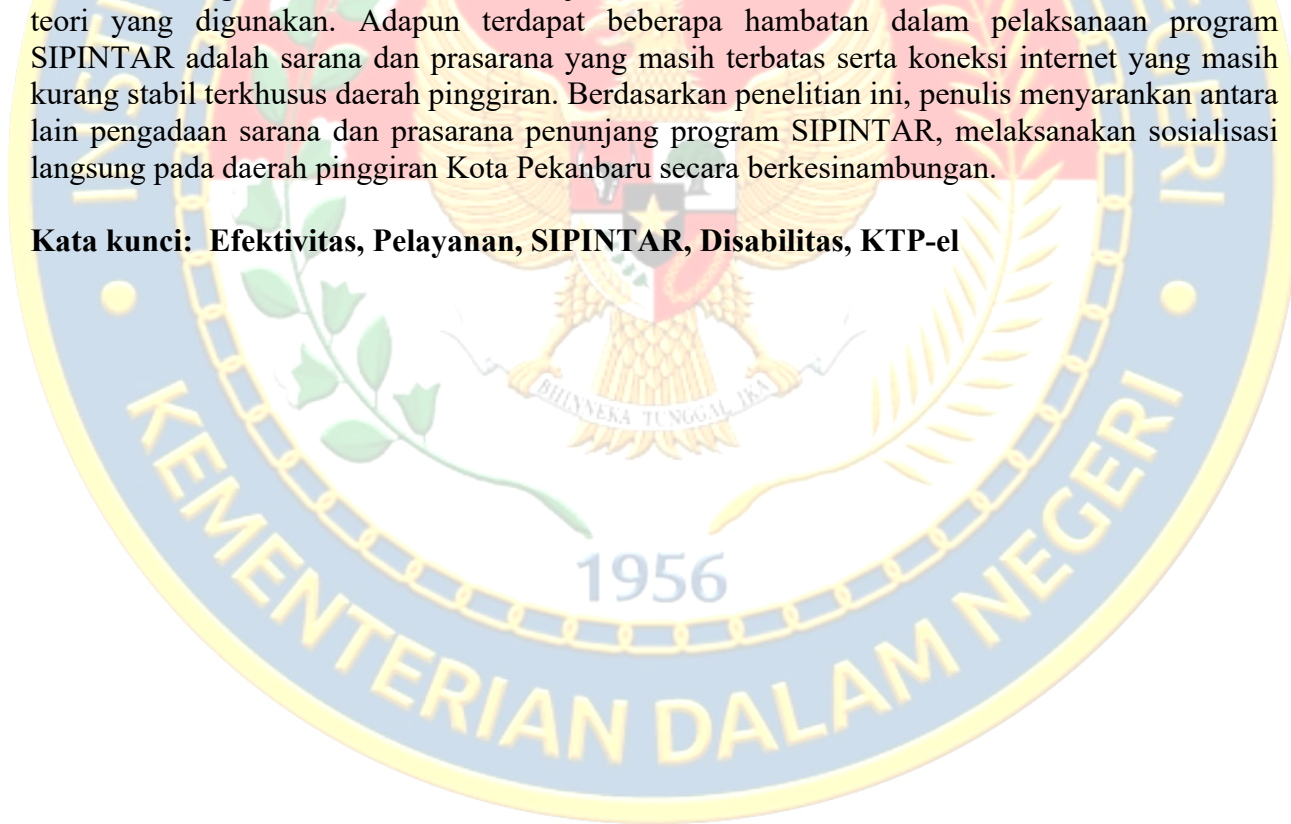 teori yang digunakan. Adapun terdapat beberapa hambatan dalam pelaksanaan program
SIPINTAR adalah sarana dan prasarana yang masih terbatas serta koneksi internet yang masih
kurang stabil terkhusus daerah pinggiran. Berdasarkan penelitian ini, penulis menyarankan antara
lain pengadaan sarana dan prasarana penunjang program SIPINTAR, melaksanakan sosialisasi
langsung pada daerah pinggiran Kota Pekanbaru secara berkesinambungan.
Kata kunci: Efektivitas, Pelayanan, SIPINTAR, Disabilitas, KTP-el
BHINNEKA TUNGGAL IKA
1956
KEMENTERIAN DALAM NEGERI